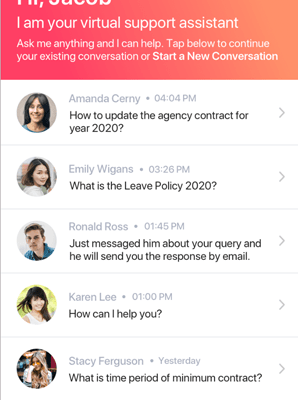 Hi, Jacob
I am your virtual support assistant
Ask me anything and I can help. Tap below to continue
your existing conversation or Start a New Conversation
Amanda Cerny • 04:04 PM
How to update the agency contract for
year 2020?
Emily Wigans • 03:26 PM
What is the Leave Policy 2020?
Ronald Ross • 01:45 PM
Just messaged him about your query and
he will send you the response by email.
Karen Lee • 01:00 PM
How can I help you?
Stacy Ferguson • Yesterday
What is time period of minimum contract?